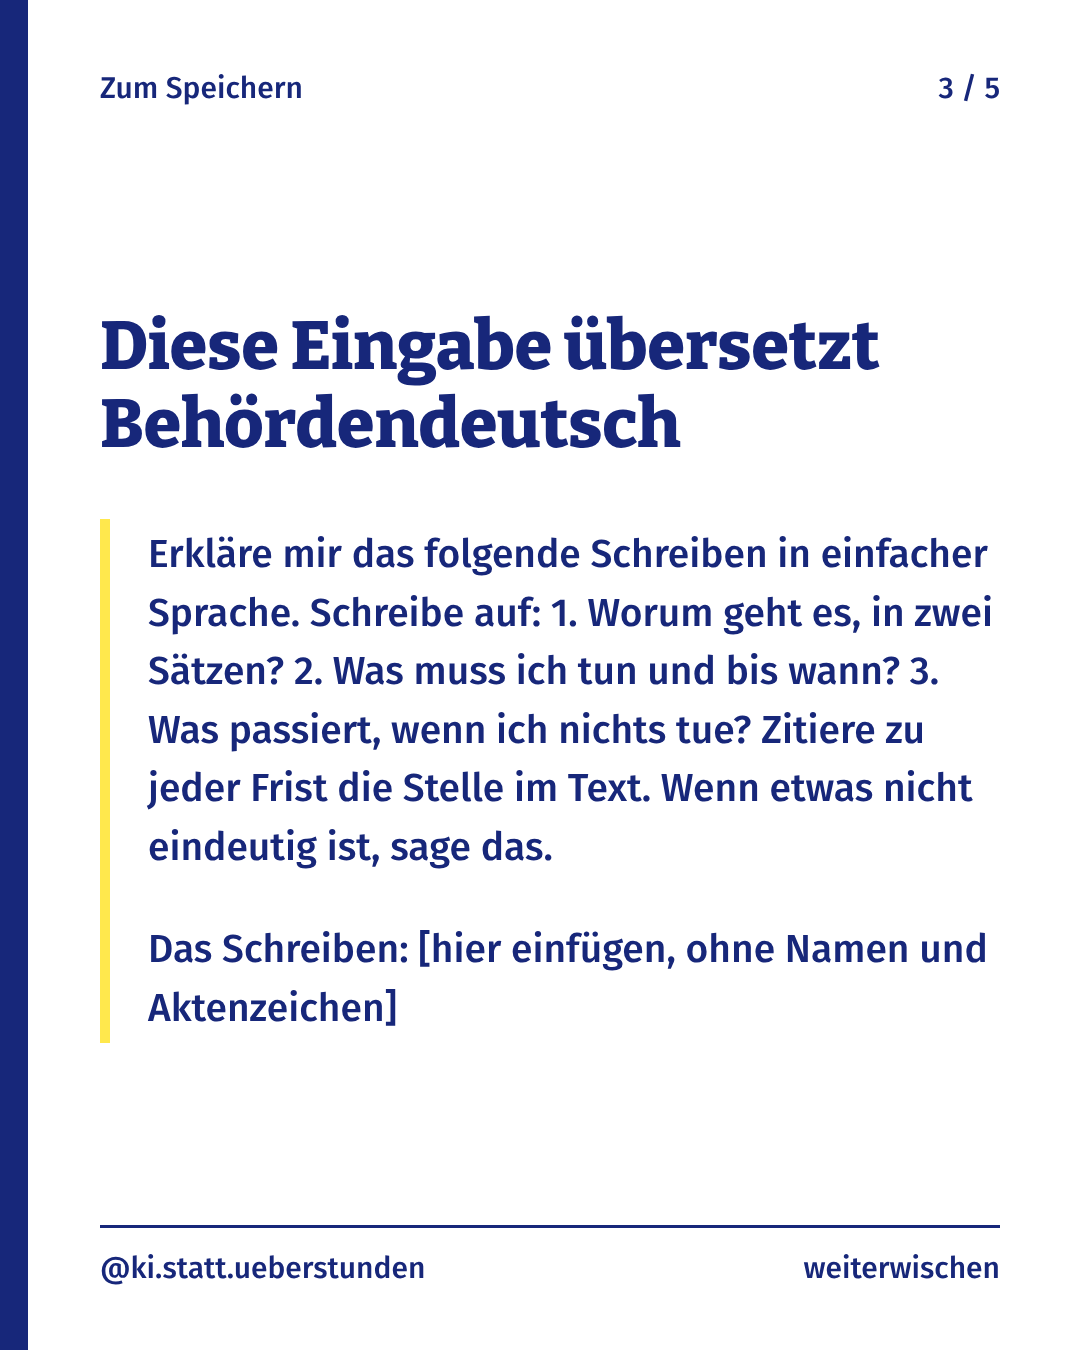 Zum Speichern
3 / 5
Diese Eingabe übersetzt
Behördendeutsch
Erkläre mir das folgende Schreiben in einfacher
Sprache. Schreibe auf: 1. Worum geht es, in zwei
Sätzen? 2. Was muss ich tun und bis wann? 3.
Was passiert, wenn ich nichts tue? Zitiere zu
jeder Frist die Stelle im Text. Wenn etwas nicht
eindeutig ist, sage das.
Das Schreiben: [hier einfügen, ohne Namen und
Aktenzeichen]
@ki.statt.ueberstunden
weiterwischen